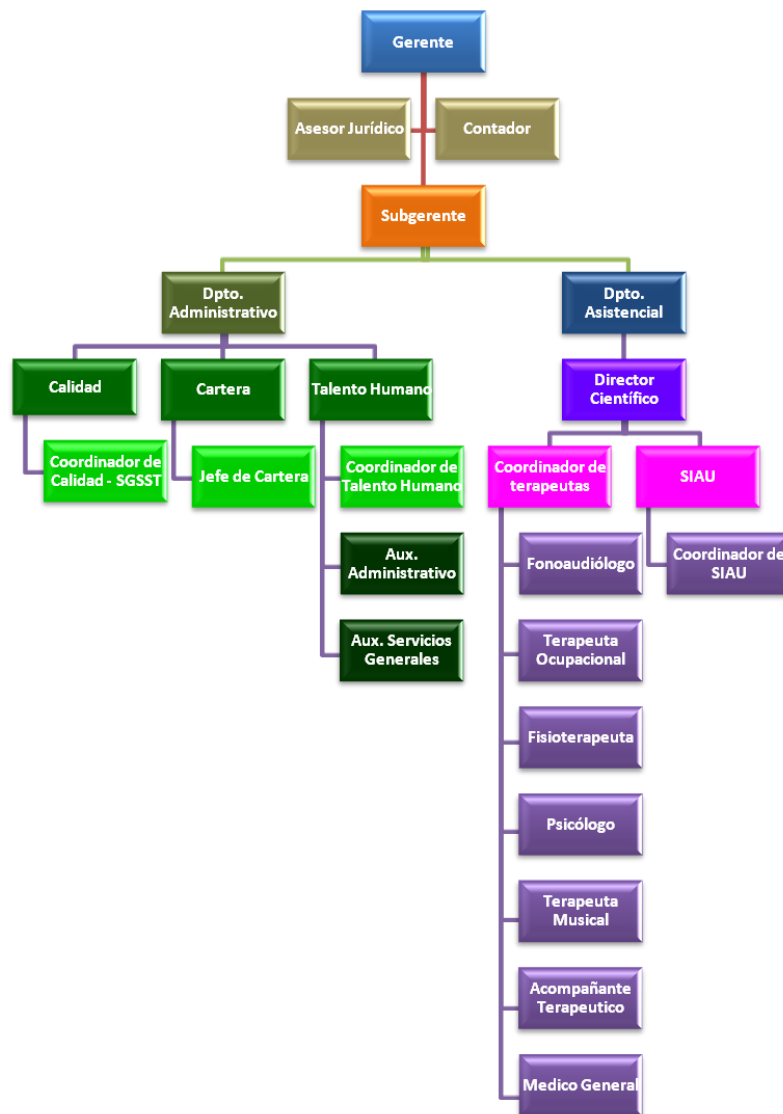 Gerente
Asesor Jurídico
Contador
Subgerente
Dpto.
Administrativo
Dpto.
Asistencial
Calidad
Cartera
Talento Humano
Director
Científico
Coordinador de
Calidad - SGSST
Jefe de Cartera
Coordinador de
Talento Humano
Coordinador de
terapeutas
SIAU
Aux.
Administrativo
Fonoaudiólogo
Coordinador de
SIAU
Aux. Servicios
Generales
Terapeuta
Ocupacional
Fisioterapeuta
Psicólogo
Terapeuta
Musical
Acompañante
Terapeutico
Medico General